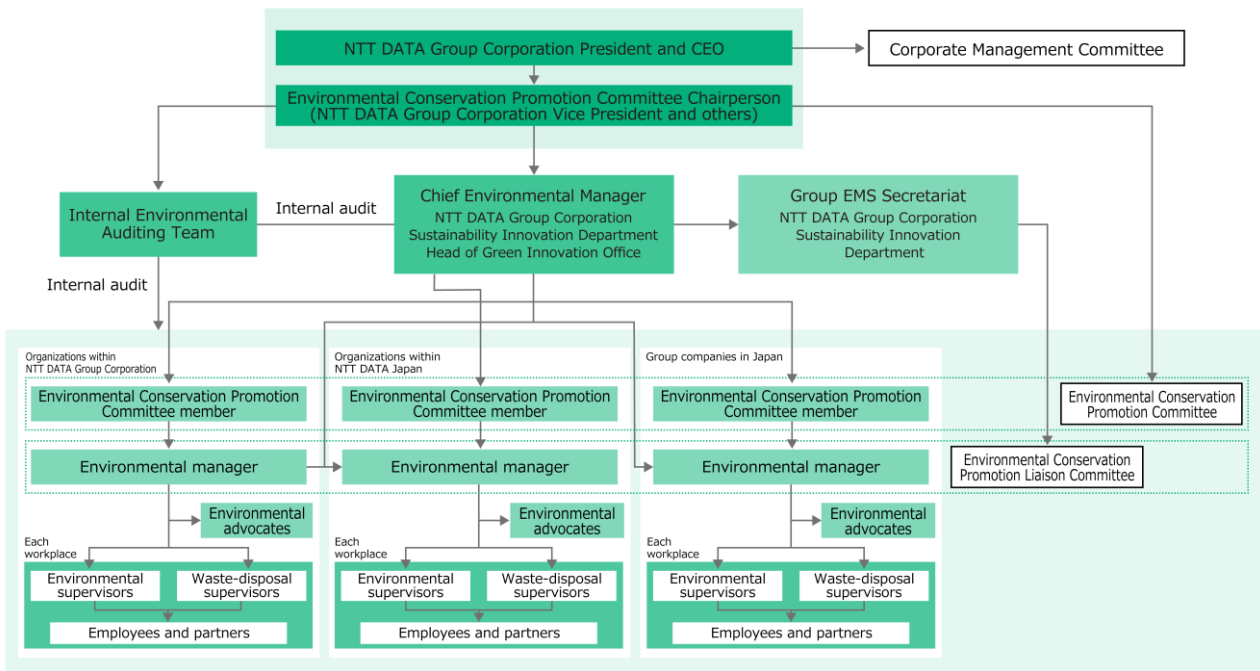 NTT DATA Group Corporation President and CEO
Corporate Management Committee
Environmental Conservation Promotion Committee Chairperson
(NTT DATA Group Corporation Vice President and others)
Internal Environmental
Auditing Team
Internal audit
Chief Environmental Manager
NTT DATA Group Corporation
Sustainability Innovation Department
Head of Green Innovation Office
Group EMS Secretariat
NTT DATA Group Corporation
Sustainability Innovation
Department
Internal audit
Organizations within
NTT DATA Group Corporation
Organizations within
NTT DATA Japan
Group companies in Japan
Environmental Conservation Promotion
Committee member
Environmental Conservation Promotion
Committee member
Environmental Conservation Promotion
Committee member
Environmental Conservation
Promotion Committee
Environmental manager
Environmental manager
Environmental manager
Environmental Conservation
Promotion Liaison Committee
Environmental
advocates
Environmental
advocates
Environmental
advocates
Each
workplace
Each
workplace
Each
workplace
Environmental
supervisors
Waste-disposal
supervisors
Environmental
supervisors
Waste-disposal
supervisors
Environmental
supervisors
Waste-disposal
supervisors
Employees and partners
Employees and partners
Employees and partners